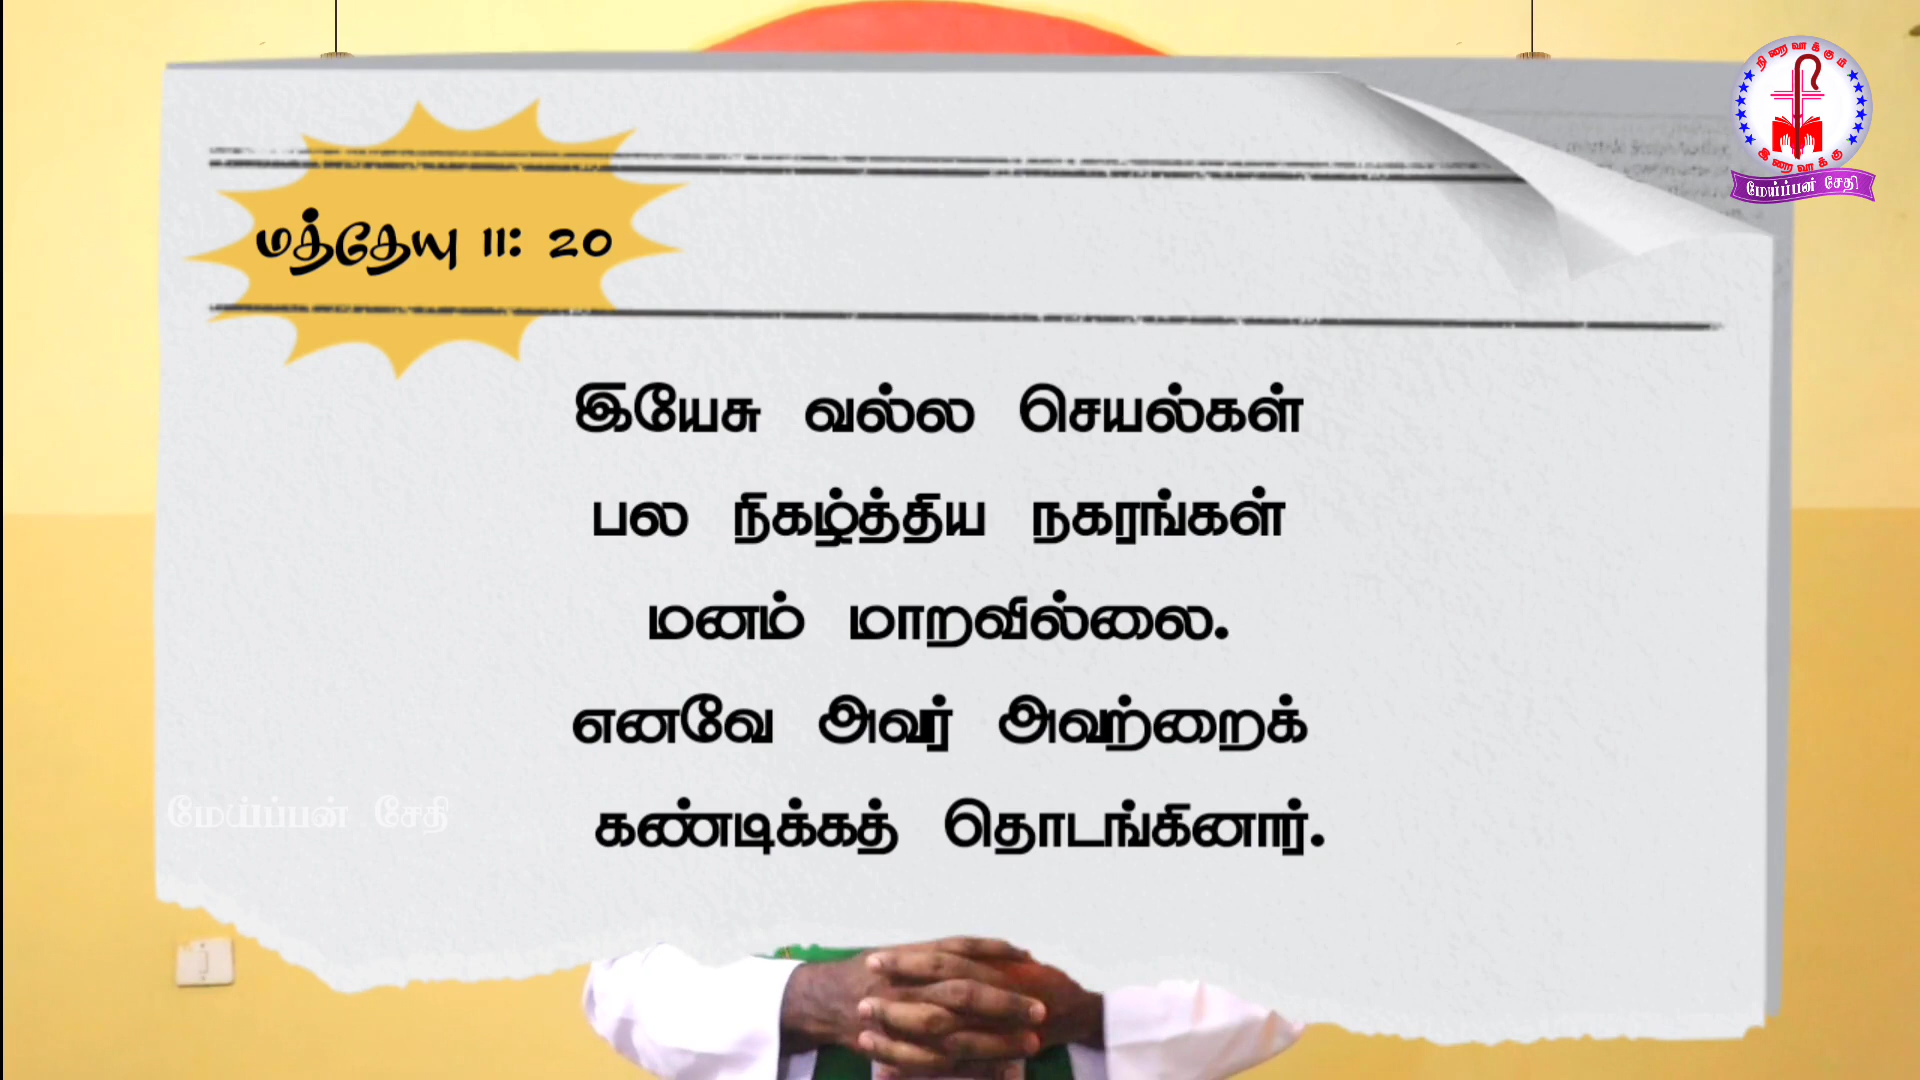 நிறைவாக்கும்
இறைவாக்கு
மேய்ப்பன் சேதி
மத்தேயு 11: 20
இயேசு வல்ல செயல்கள்
பல நிகழ்த்திய நகரங்கள்
மனம் மாறவில்லை.
எனவே அவர் அவற்றைக்
கண்டிக்கத் தொடங்கினார்.
மேய்ப்பன் சேதி